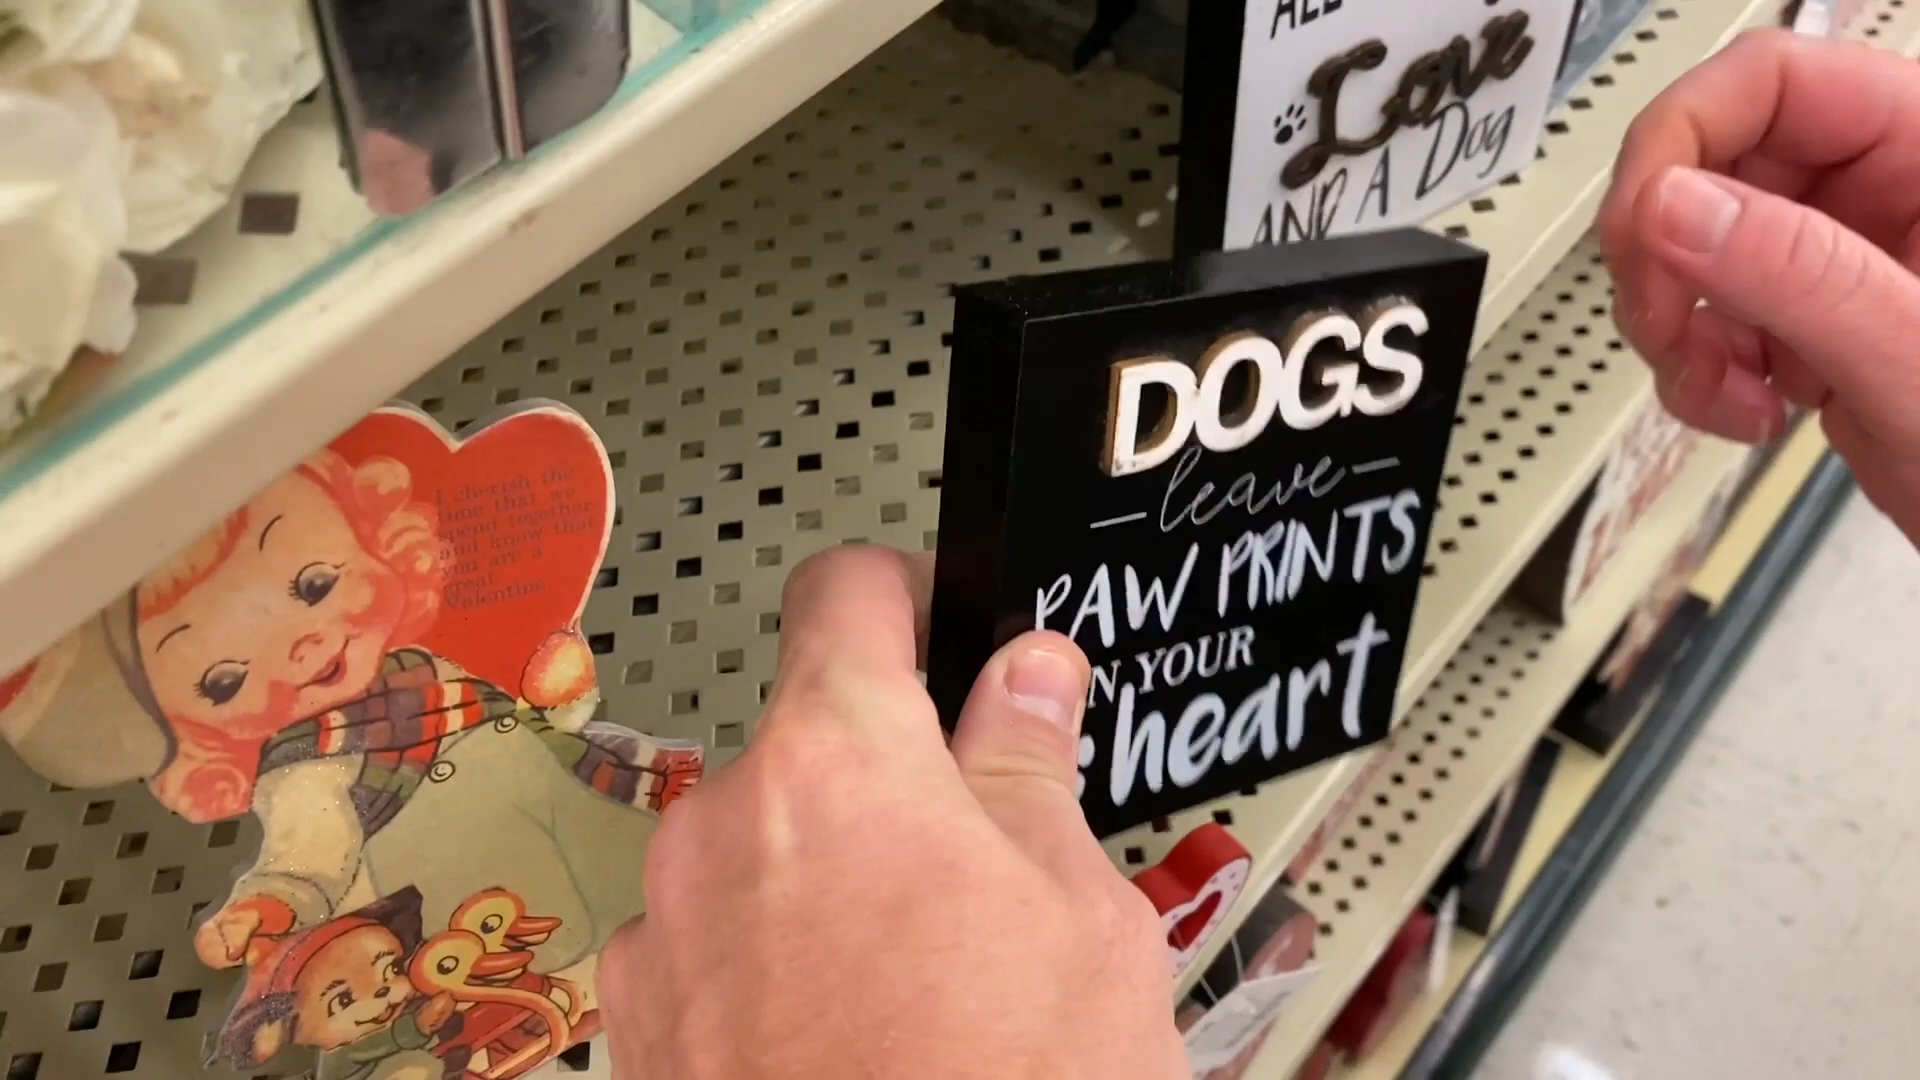 ALL
Love
AND A Dog
DOGS
leave
PAW PRINTS
N YOUR
heart
I cherish the
time that we
spend together
and know that
you are a
great
Valentine.